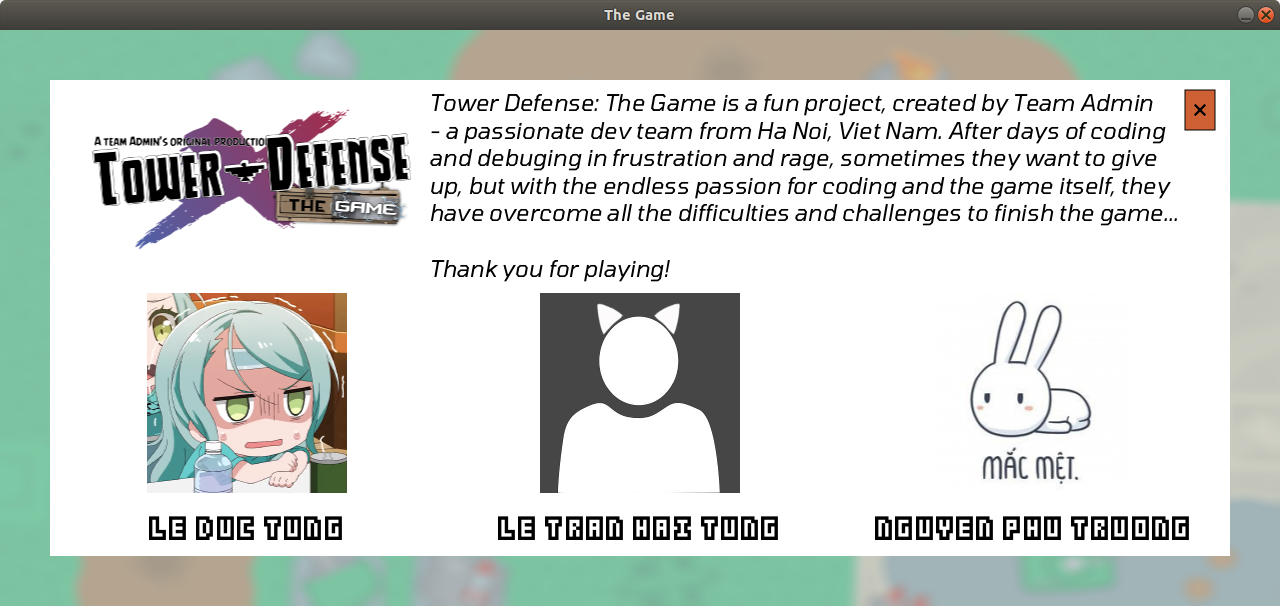 The Game
A TEAM ADMIN'S ORIGINAL PRODUCTION
TOWER DEFENSE
THE GAME
Tower Defense: The Game is a fun project, created by Team Admin
- a passionate dev team from Ha Noi, Viet Nam. After days of coding
and debuging in frustration and rage, sometimes they want to give
up, but with the endless passion for coding and the game itself, they
have overcome all the difficulties and challenges to finish the game...
Thank you for playing!
MẮC MỆT.
LE DUC TUNG
LE TRAN HAI TUNG
NGUYEN PHU TRUONG